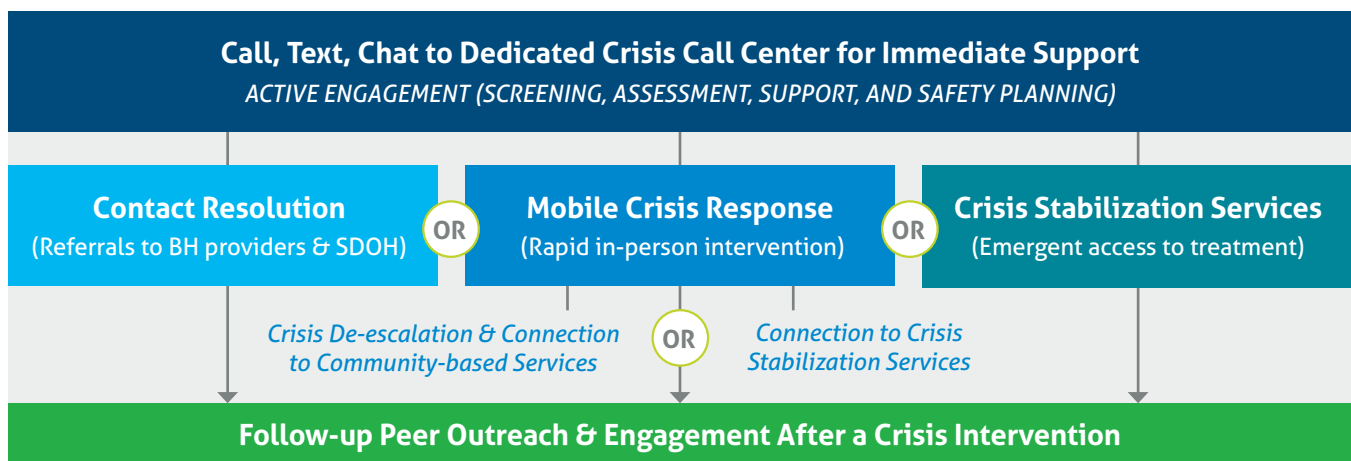 Call, Text, Chat to Dedicated Crisis Call Center for Immediate Support
ACTIVE ENGAGEMENT (SCREENING, ASSESSMENT, SUPPORT, AND SAFETY PLANNING)
Contact Resolution
(Referrals to BH providers & SDOH)
OR
Mobile Crisis Response
(Rapid in-person intervention)
OR
Crisis Stabilization Services
(Emergent access to treatment)
Crisis De-escalation & Connection
to Community-based Services
OR
Connection to Crisis
Stabilization Services
Follow-up Peer Outreach & Engagement After a Crisis Intervention